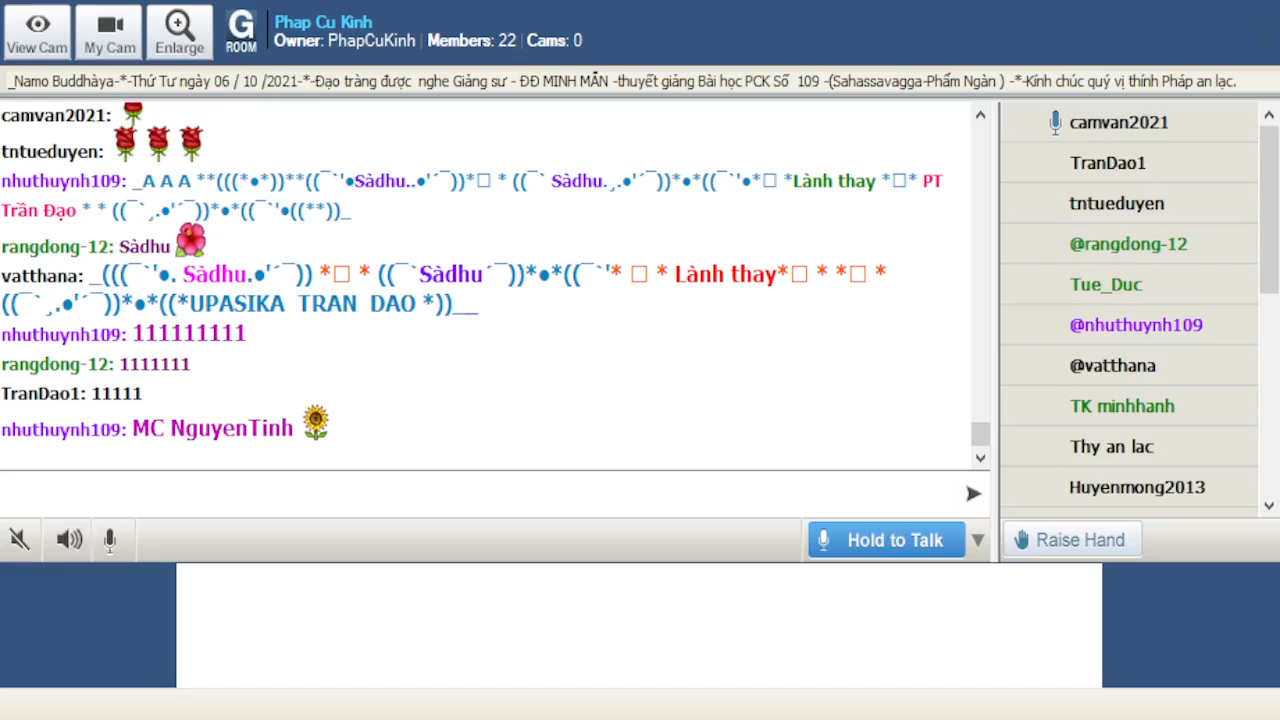 View Cam
My Cam
Enlarge
G ROOM
Phap Cu Kinh
Owner: PhapCuKinh | Members: 22 | Cams: 0
_Namo Buddhàya-*-Thứ Tư ngày 06 / 10 /2021-*-Đạo tràng được nghe Giảng sư - ĐĐ MINH MẪN -thuyết giảng Bài học PCK Số 109 -(Sahassavagga-Phẩm Ngàn ) -*-Kính chúc quý vị thính Pháp an lạc.
camvan2021:
tntueduyen:
nhuthuynh109: _A A A **(((*●*))**((¯`'●Sàdhu..●'´¯))*□ * ((¯` Sàdhu.¸.●'´¯))*●*((¯`'●*□ *Lành thay *□* PT
Trần Đạo * * ((¯`¸.●'´¯))*●*((¯`'●((**))_
rangdong-12: Sàdhu
vatthana: _(((¯`'●. Sàdhu.●'´¯)) *□ * ((¯`Sàdhu´¯))*●*((¯`'* □ * Lành thay*□ * *□ *
((¯`¸.●'´¯))*●*((*UPASIKA TRAN DAO *))__
nhuthuynh109: 1111111111
rangdong-12: 1111111
TranDao1: 11111
nhuthuynh109: MC NguyenTinh
Hold to Talk
camvan2021
TranDao1
tntueduyen
@rangdong-12
Tue_Duc
@nhuthuynh109
@vatthana
TK minhhanh
Thy an lac
Huyenmong2013
Raise Hand